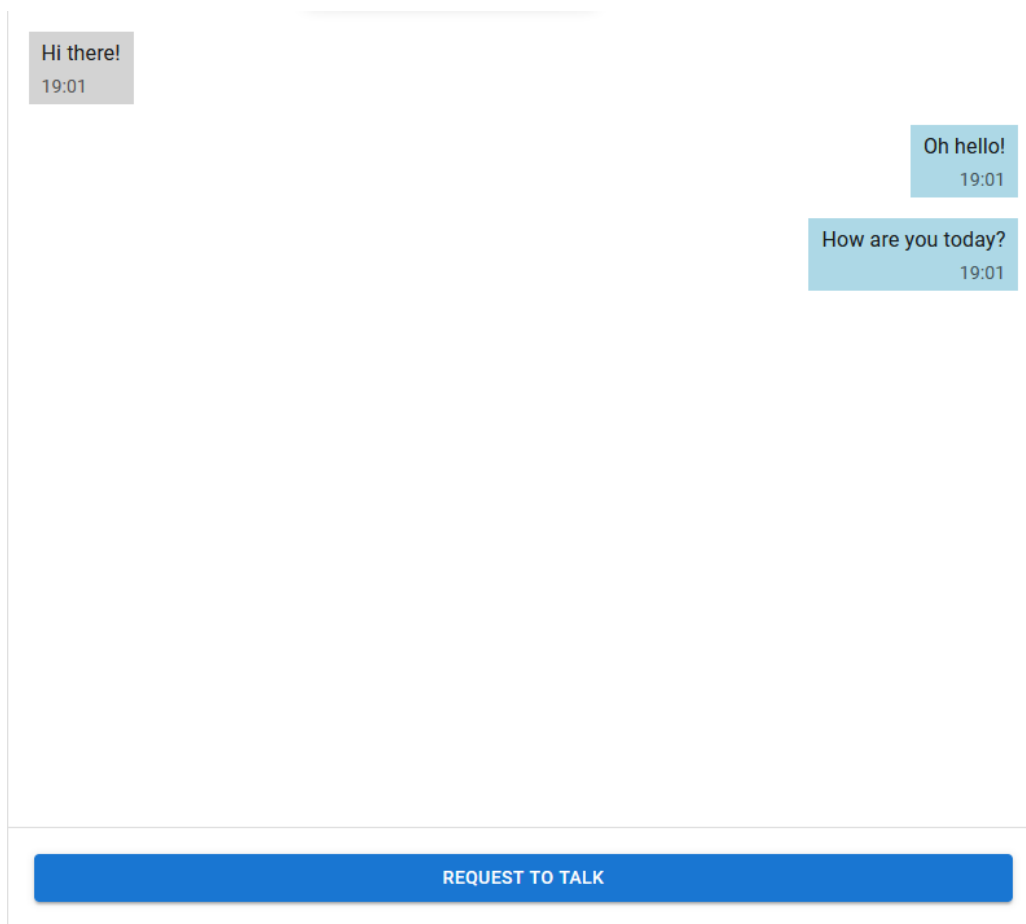 Hi there!
19:01
Oh hello!
19:01
How are you today?
19:01
REQUEST TO TALK